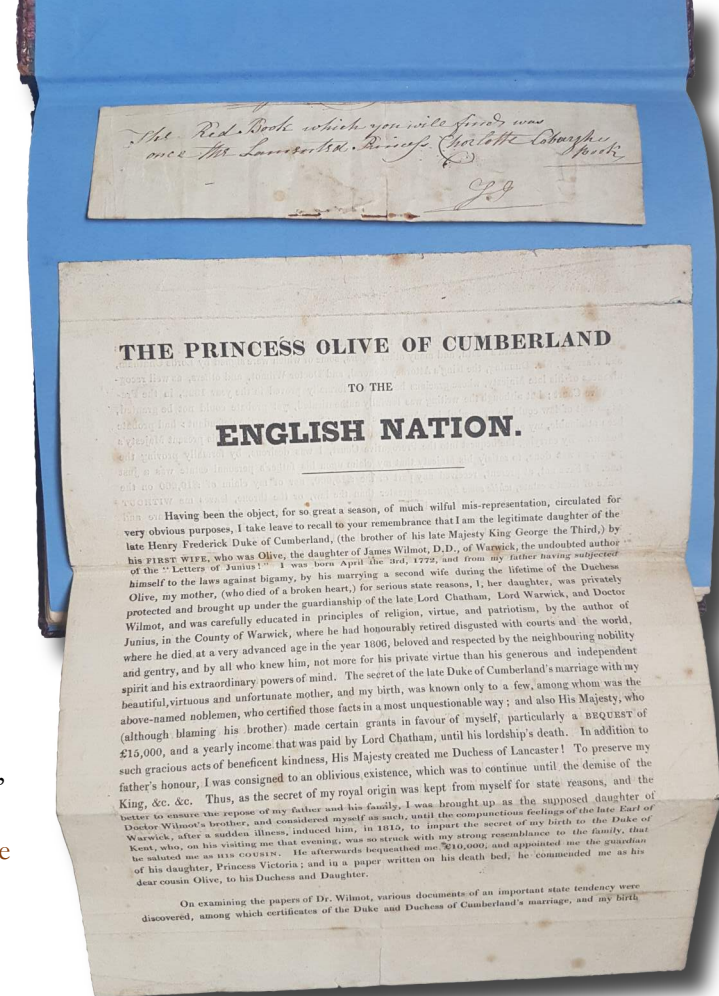 The Red Book which you will find was
once the Lamented Princess Charlotte Coburgh
THE PRINCESS OLIVE OF CUMBERLAND
TO THE
ENGLISH NATION.
Having been the object, for so great a season, of much wilful mis-representation, circulated for
very obvious purposes, I take leave to recall to your remembrance that I am the legitimate daughter of the
late Henry Frederick Duke of Cumberland, (the brother of his late Majesty King George the Third,) by
his FIRST WIFE, who was Olive, the daughter of James Wilmot, D.D., of Warwick, the undoubted author
of the "Letters of Junius!" I was born April the 3rd, 1772, and from my father having subjected
himself to the laws against bigamy, by his marrying a second wife during the lifetime of the Duchess
Olive, my mother, (who died of a broken heart,) for serious state reasons, I, her daughter, was privately
protected and brought up under the guardianship of the late Lord Chatham, Lord Warwick, and Doctor
Wilmot, and was carefully educated in principles of religion, virtue, and patriotism, by the author of
Junius, in the County of Warwick, where he had honourably retired disgusted with courts and the world,
where he died at a very advanced age in the year 1806, beloved and respected by the neighbouring nobility
and gentry, and by all who knew him, not more for his private virtue than his generous and independent
spirit and his extraordinary powers of mind. The secret of the late Duke of Cumberland's marriage with my
beautiful, virtuous and unfortunate mother, and my birth, was known only to a few, among whom was the
above-named noblemen, who certified those facts in a most unquestionable way; and also His Majesty, who
(although blaming his brother) made certain grants in favour of myself, particularly a BEQUEST of
£15,000, and a yearly income that was paid by Lord Chatham, until his lordship's death. In addition to
such gracious acts of beneficent kindness, His Majesty created me Duchess of Lancaster! To preserve my
father's honour, I was consigned to an oblivious existence, which was to continue until the demise of the
King, &c. &c. Thus, as the secret of my royal origin was kept from myself for state reasons, and the
better to ensure the repose of my father and his family, I was brought up as the supposed daughter of
Doctor Wilmot's brother, and considered myself as such, until the compunctious feelings of the late Earl of
Warwick, after a sudden illness, induced him, in 1815, to impart the secret of my birth to the Duke of
Kent, who, on his visiting me that evening, was so struck with my strong resemblance to the family, that
he saluted me as HIS COUSIN. He afterwards bequeathed me £10,000, and appointed me the guardian
of his daughter, Princess Victoria; and in a paper written on his death bed, he commended me as his
dear cousin Olive, to his Duchess and Daughter.
On examining the papers of Dr. Wilmot, various documents of an important state tendency were
discovered, among which certificates of the Duke and Duchess of Cumberland's marriage, and my birth